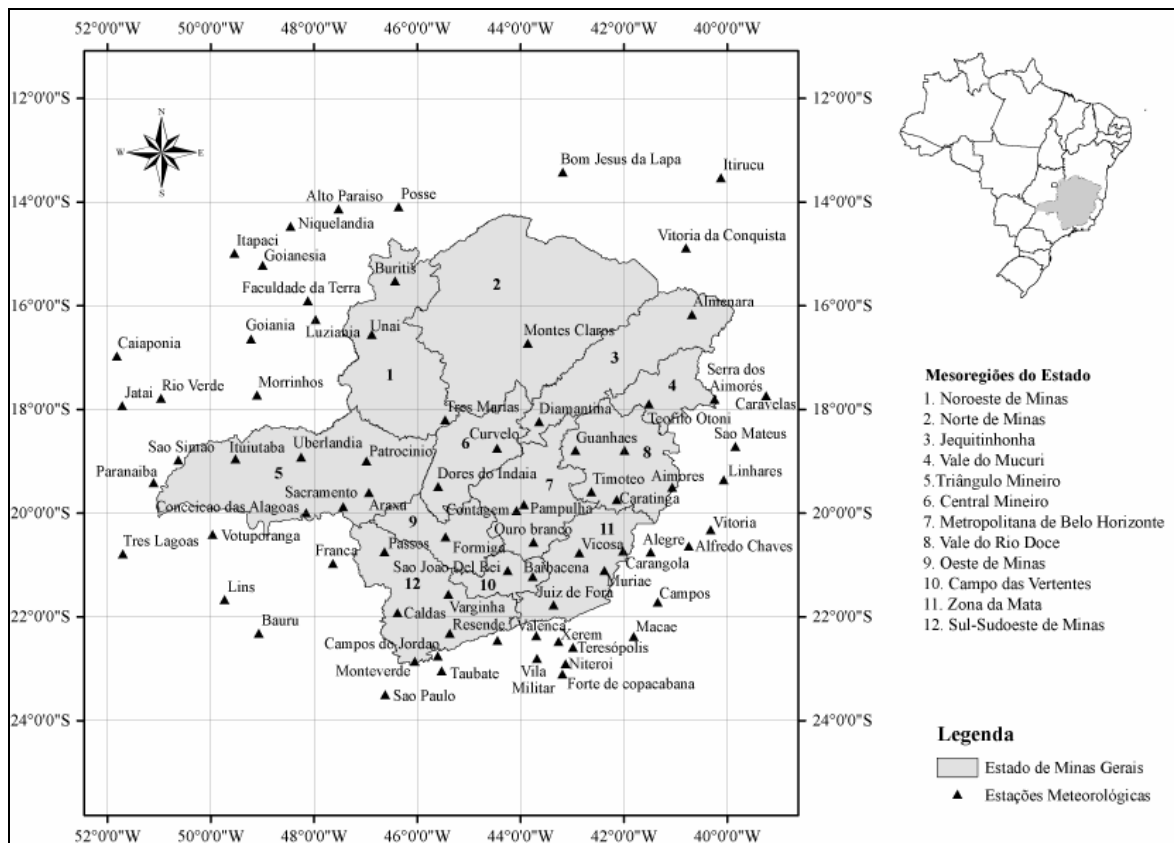 52°0'0"W 50°0'0"W 48°0'0"W 46°0'0"W 44°0'0"W 42°0'0"W 40°0'0"W
12°0'0"S 12°0'0"S
N
W E
S
Bom Jesus da Lapa
Itirucu
Alto Paraiso
Posse
14°0'0"S 14°0'0"S
Niquelandia
Itapaci
Vitoria da Conquista
Goianesia
Buritis
2
Faculdade da Terra
16°0'0"S 16°0'0"S
Almenara
Goiania
Luziania
Unai
Montes Claros
Caiaponia
3
1
4
Serra dos
Aimorés
Jatai
Rio Verde
Morrinhos
Caravelas
18°0'0"S 18°0'0"S
Tres Marias
Diamantina
Teofilo Otoni
Sao Simao
Ituiutaba
Uberlandia
6
Curvelo
Guanhaes
Sao Mateus
Patrocinio
8
Paranaiba
5
Dores do Indaia
7
Timoteo
Aimores
Linhares
Sacramento
Araxa
Caratinga
Conceicao das Alagoas
Contagem
Pampulha
20°0'0"S 20°0'0"S
9
Ouro branco
11
Vitoria
Tres Lagoas
Votuporanga
Franca
Passos
Formiga
Vicosa
Alegre
Alfredo Chaves
Sao Joao Del Rei
Barbacena
Carangola
12
10
Muriae
Lins
Juiz de Fora
Campos
Caldas
Varginha
22°0'0"S 22°0'0"S
Bauru
Resende
Valenca
Xerem
Macae
Campos do Jordao
Teresópolis
Monteverde
Taubate
Vila
Militar
Niteroi
Forte de copacabana
Sao Paulo
24°0'0"S 24°0'0"S
52°0'0"W 50°0'0"W 48°0'0"W 46°0'0"W 44°0'0"W 42°0'0"W 40°0'0"W
Mesoregiões do Estado
1. Noroeste de Minas
2. Norte de Minas
3. Jequitinhonha
4. Vale do Mucuri
5.Triângulo Mineiro
6. Central Mineiro
7. Metropolitana de Belo Horizonte
8. Vale do Rio Doce
9. Oeste de Minas
10. Campo das Vertentes
11. Zona da Mata
12. Sul-Sudoeste de Minas
Legenda
Estado de Minas Gerais
Estações Meteorológicas